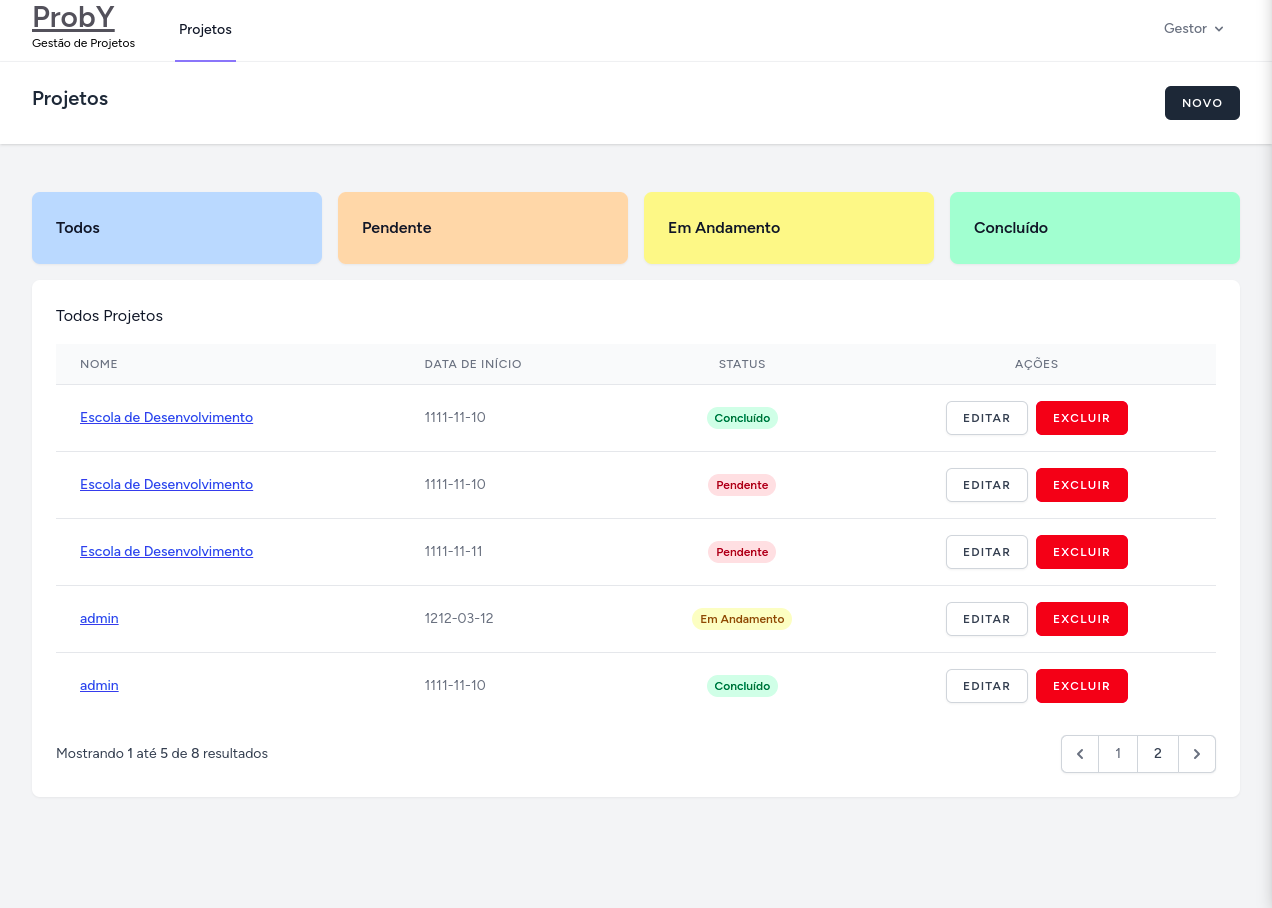 ProbY
Gestão de Projetos
Projetos
Gestor
Projetos
NOVO
Todos
Pendente
Em Andamento
Concluído
Todos Projetos
NOME DATA DE INÍCIO STATUS AÇÕES
Escola de Desenvolvimento 1111-11-10 Concluído EDITAR EXCLUIR
Escola de Desenvolvimento 1111-11-10 Pendente EDITAR EXCLUIR
Escola de Desenvolvimento 1111-11-11 Pendente EDITAR EXCLUIR
admin 1212-03-12 Em Andamento EDITAR EXCLUIR
admin 1111-11-10 Concluído EDITAR EXCLUIR
Mostrando 1 até 5 de 8 resultados
1 2